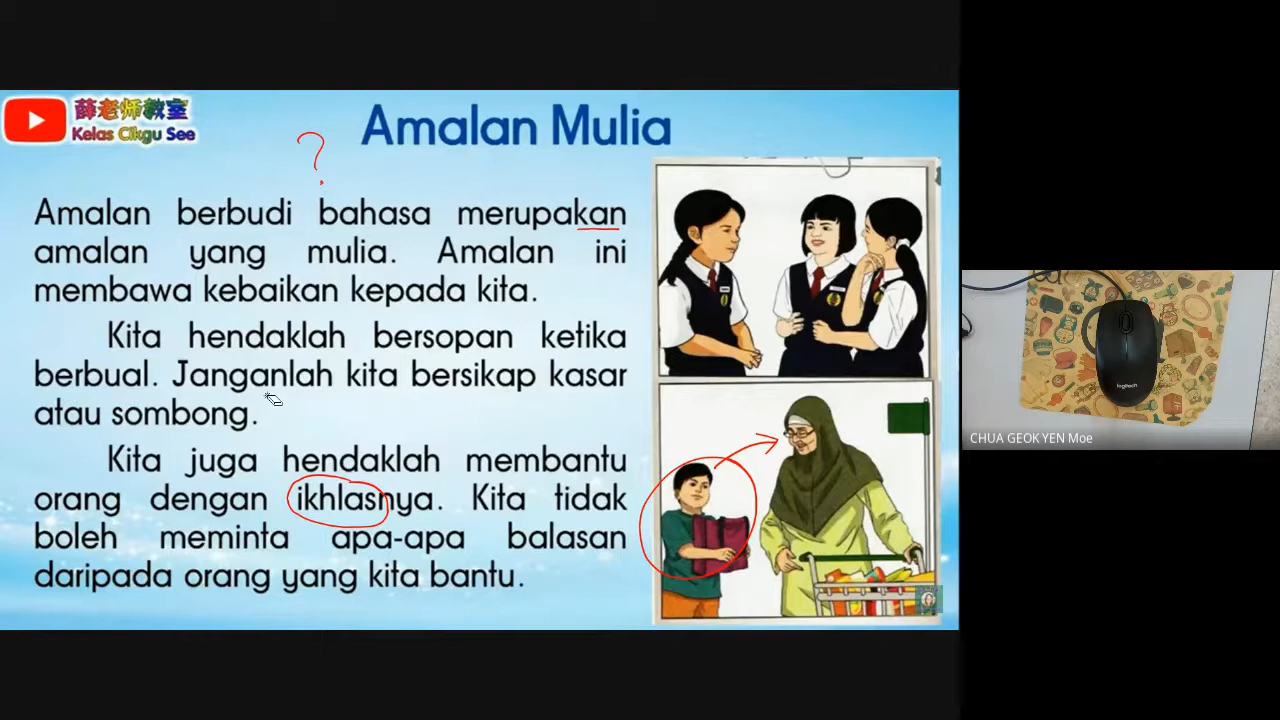 薛老师教室
Kelas Cikgu See
Amalan Mulia
?
Amalan berbudi bahasa merupakan
amalan yang mulia. Amalan ini
membawa kebaikan kepada kita.
Kita hendaklah bersopan ketika
berbual. Janganlah kita bersikap kasar
atau sombong.
Kita juga hendaklah membantu
orang dengan ikhlasnya. Kita tidak
boleh meminta apa-apa balasan
daripada orang yang kita bantu.
logitech
CHUA GEOK YEN Moe